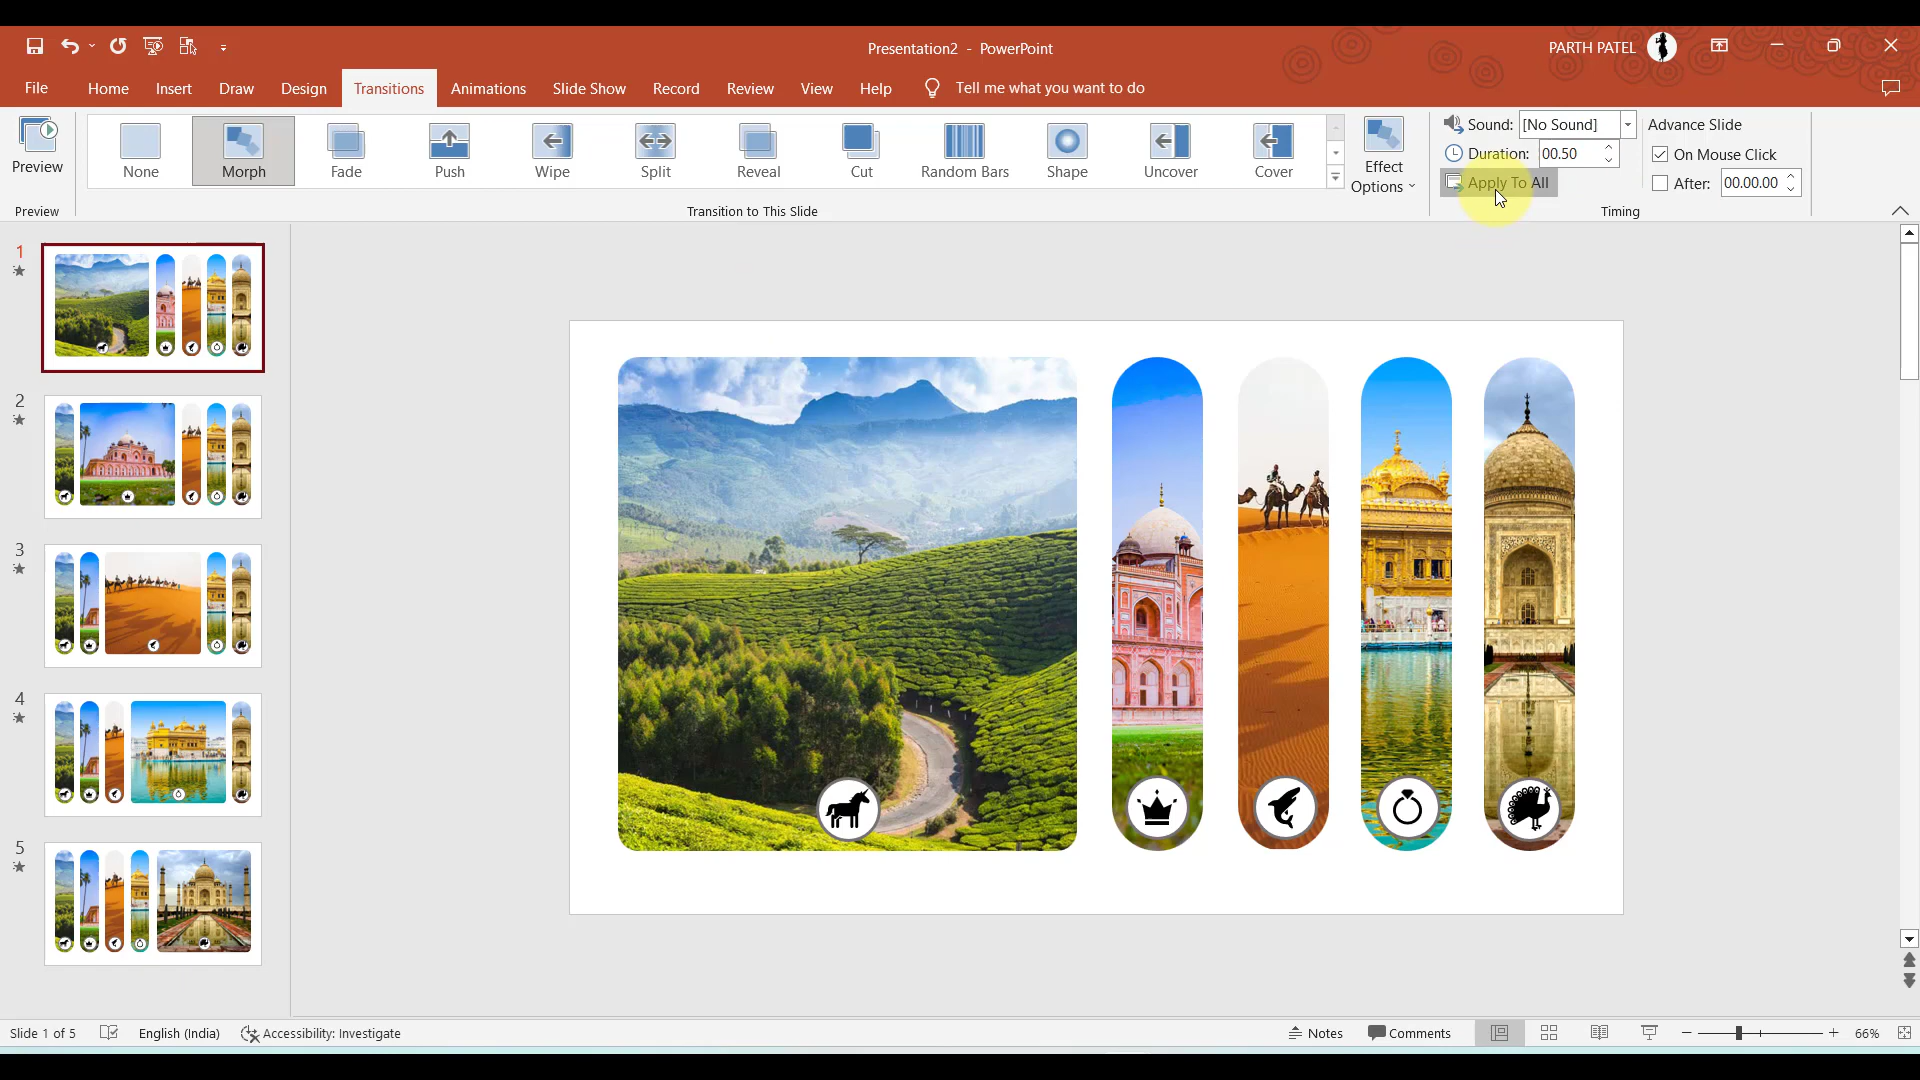 Presentation2 - PowerPoint
PARTH PATEL
File Home Insert Draw Design Transitions Animations Slide Show Record Review View Help Tell me what you want to do
Preview
None Morph Fade Push Wipe Split Reveal Cut Random Bars Shape Uncover Cover
Effect
Options
Sound: [No Sound]
Duration: 00.50
Apply To All
Advance Slide
On Mouse Click
After: 00.00.00
Preview
Transition to This Slide
Timing
1
2
3
4
5
Slide 1 of 5 English (India) Accessibility: Investigate Notes Comments 66%